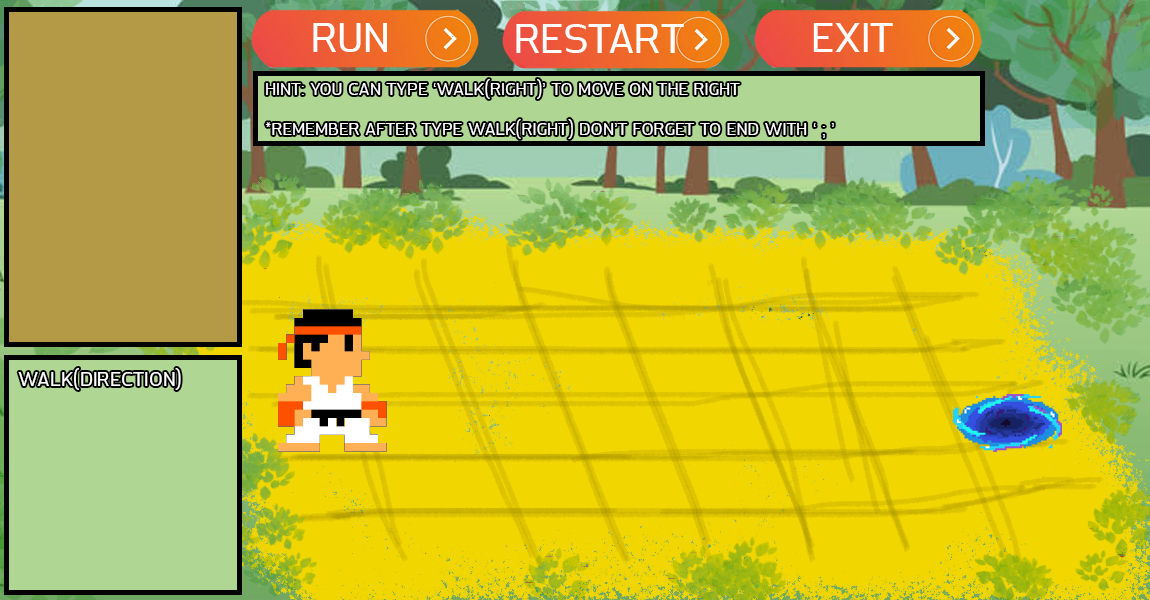 RUN
RESTART
EXIT
HINT: YOU CAN TYPE 'WALK(RIGHT)' TO MOVE ON THE RIGHT
*REMEMBER AFTER TYPE WALK(RIGHT) DON'T FORGET TO END WITH ' ; '
WALK(DIRECTION)